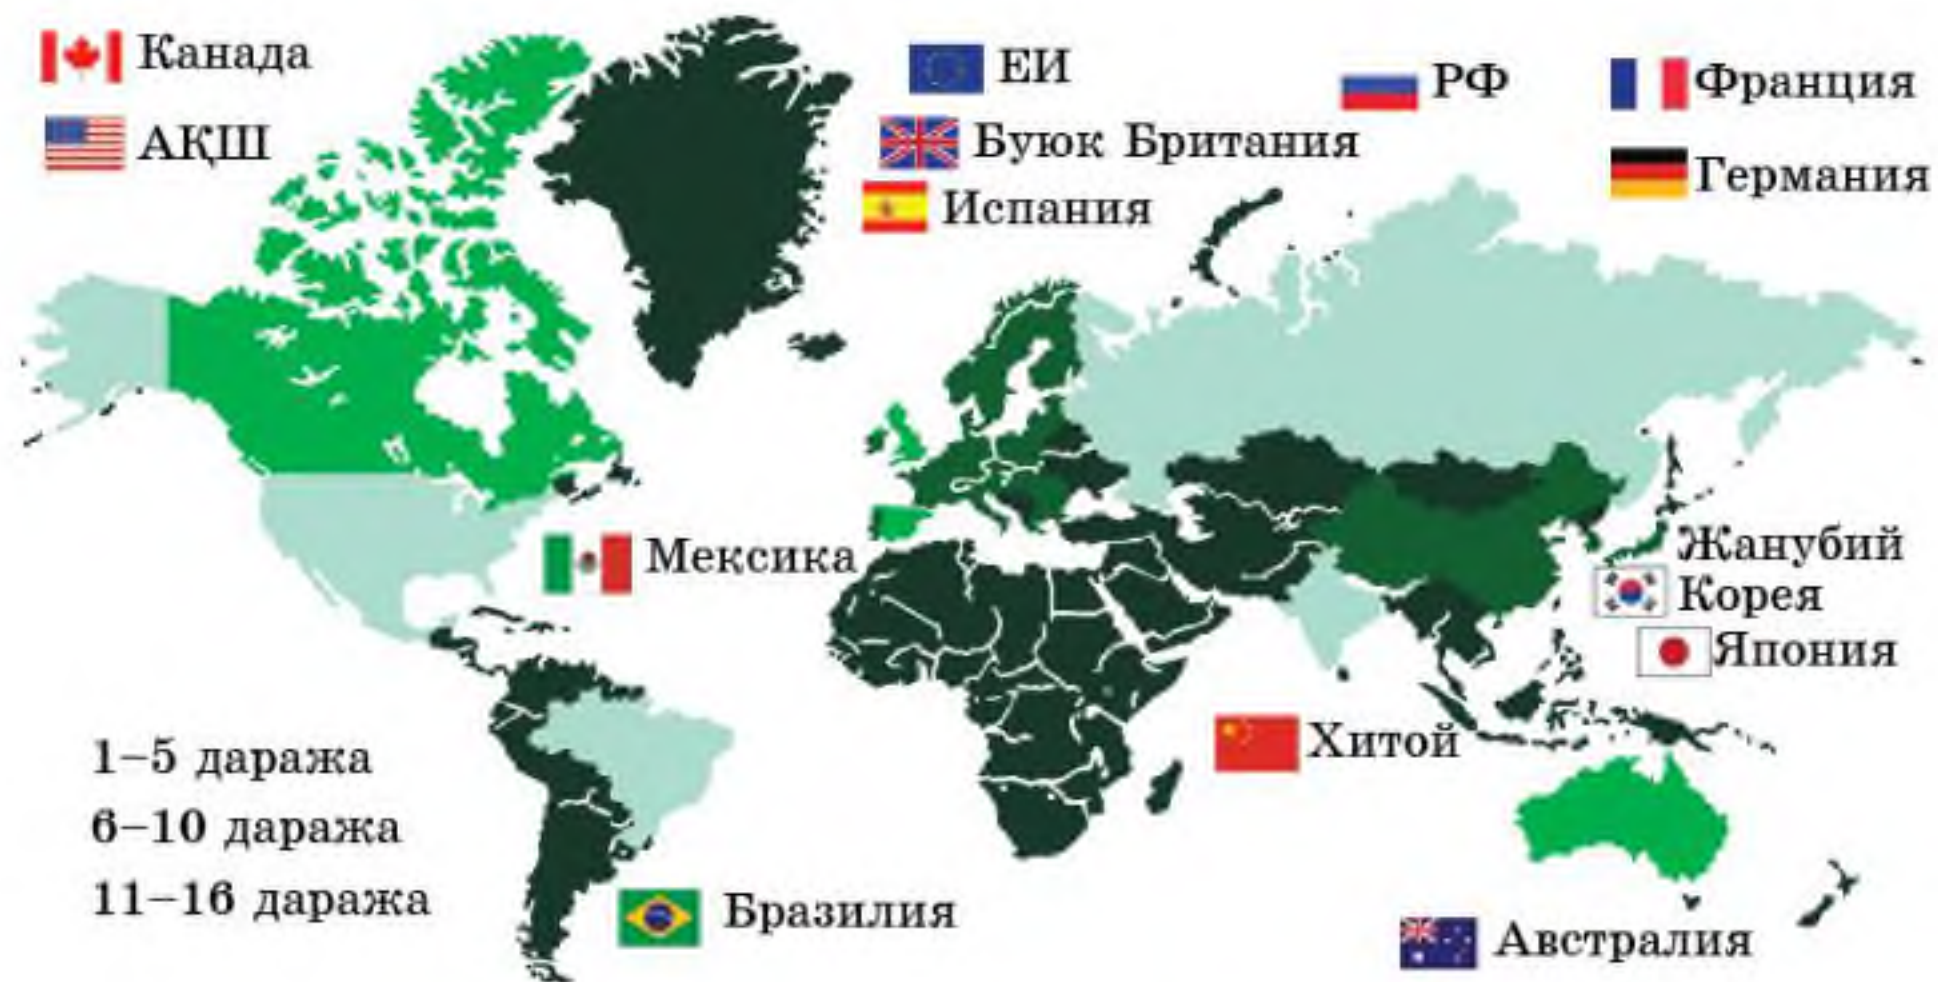 Канада
АҚШ
ЕИ
Буюк Британия
Испания
РФ
Франция
Германия
Мексика
Жанубий
Корея
Япония
Хитой
1–5 даража
6–10 даража
11–16 даража
Бразилия
Австралия